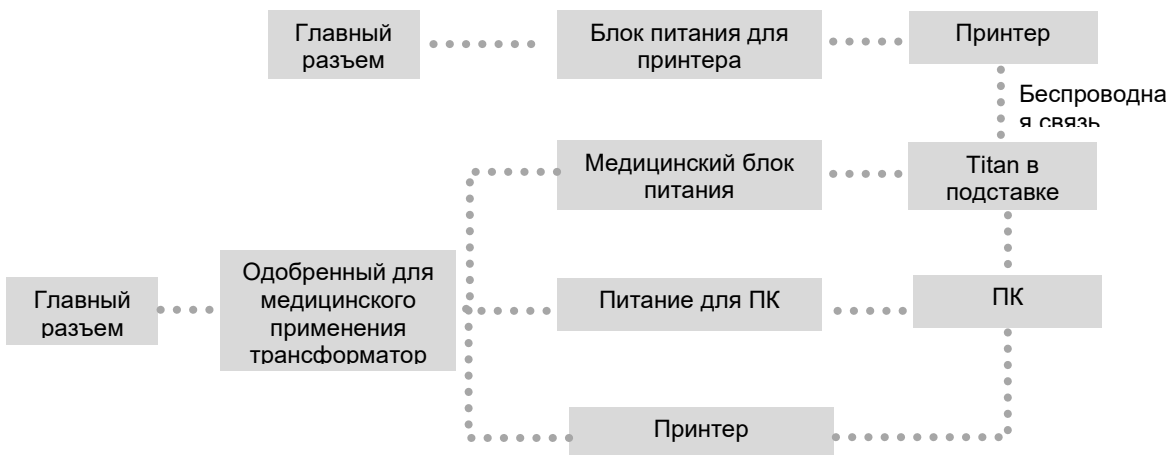 Главный
разъем
Блок питания для
принтера
Принтер
Беспроводна
я связь
Медицинский блок
питания
Titan в
подставке
Одобренный для
медицинского
применения
трансформатор
Главный
разъем
Питание для ПК
ПК
Принтер